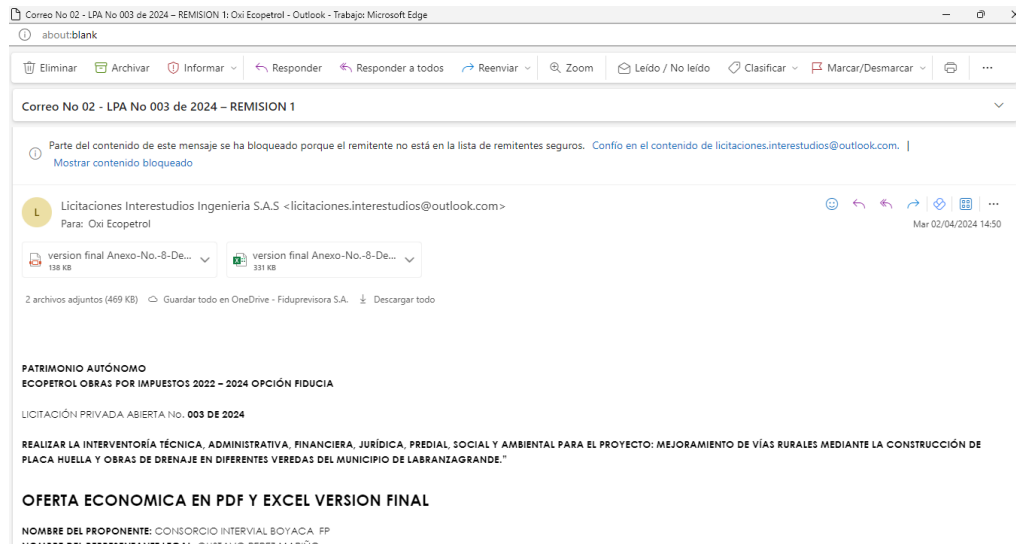 Correo No 02 - LPA No 003 de 2024 – REMISION 1: Oxi Ecopetrol - Outlook - Trabajo: Microsoft Edge
about:blank
Eliminar Archivar Informar Responder Responder a todos Reenviar Zoom Leído / No leído Clasificar Marcar/Desmarcar
Correo No 02 - LPA No 003 de 2024 – REMISION 1
Parte del contenido de este mensaje se ha bloqueado porque el remitente no está en la lista de remitentes seguros. Confío en el contenido de licitaciones.interestudios@outlook.com. |
Mostrar contenido bloqueado
L
Licitaciones Interestudios Ingenieria S.A.S <licitaciones.interestudios@outlook.com>
Para: Oxi Ecopetrol
Mar 02/04/2024 14:50
version final Anexo-No.-8-De... version final Anexo-No.-8-De...
138 KB 331 KB
2 archivos adjuntos (469 KB) Guardar todo en OneDrive - Fiduprevisora S.A. Descargar todo
PATRIMONIO AUTÓNOMO
ECOPETROL OBRAS POR IMPUESTOS 2022 – 2024 OPCIÓN FIDUCIA
LICITACIÓN PRIVADA ABIERTA No. 003 DE 2024
REALIZAR LA INTERVENTORÍA TÉCNICA, ADMINISTRATIVA, FINANCIERA, JURÍDICA, PREDIAL, SOCIAL Y AMBIENTAL PARA EL PROYECTO: MEJORAMIENTO DE VÍAS RURALES MEDIANTE LA CONSTRUCCIÓN DE
PLACA HUELLA Y OBRAS DE DRENAJE EN DIFERENTES VEREDAS DEL MUNICIPIO DE LABRANZAGRANDE."
OFERTA ECONOMICA EN PDF Y EXCEL VERSION FINAL
NOMBRE DEL PROPONENTE: CONSORCIO INTERVIAL BOYACA FP